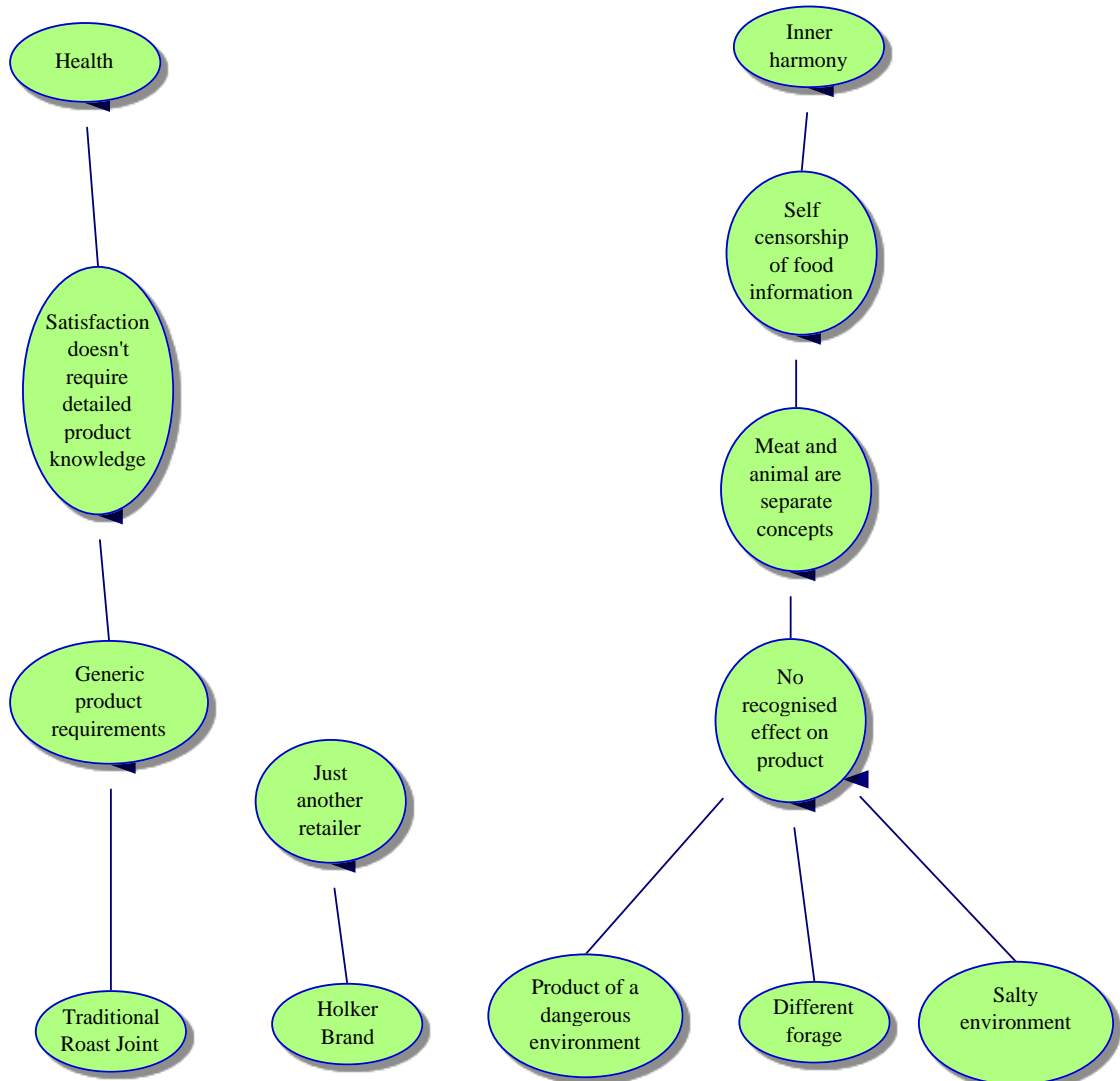 Health
Inner
harmony
Self
censorship
of food
information
Satisfaction
doesn't
require
detailed
product
knowledge
Meat and
animal are
separate
concepts
Generic
product
requirements
No
recognised
effect on
product
Just
another
retailer
Traditional
Roast Joint
Holker
Brand
Product of a
dangerous
environment
Different
forage
Salty
environment